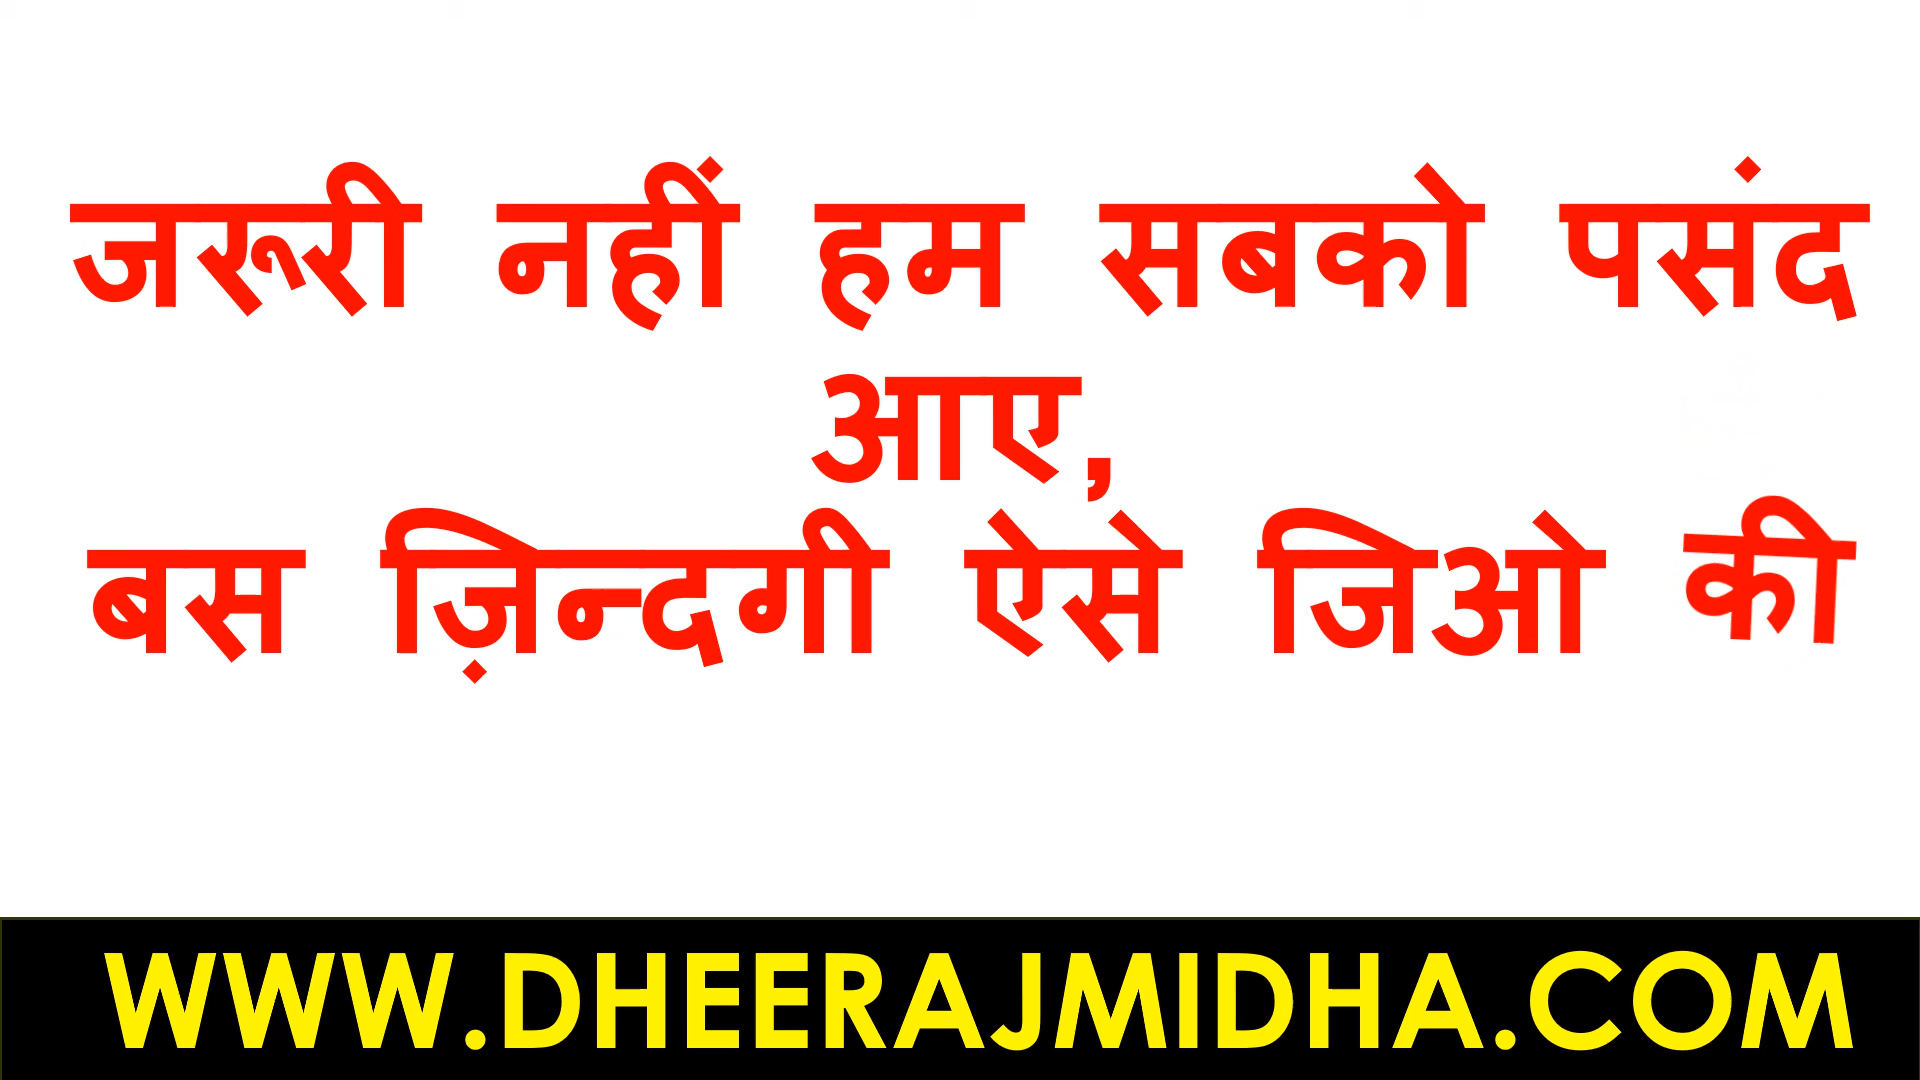 जरूरी नहीं हम सबको पसंद
आए,
बस ज़िन्दगी ऐसे जिओ की
WWW.DHEERAJMIDHA.COM